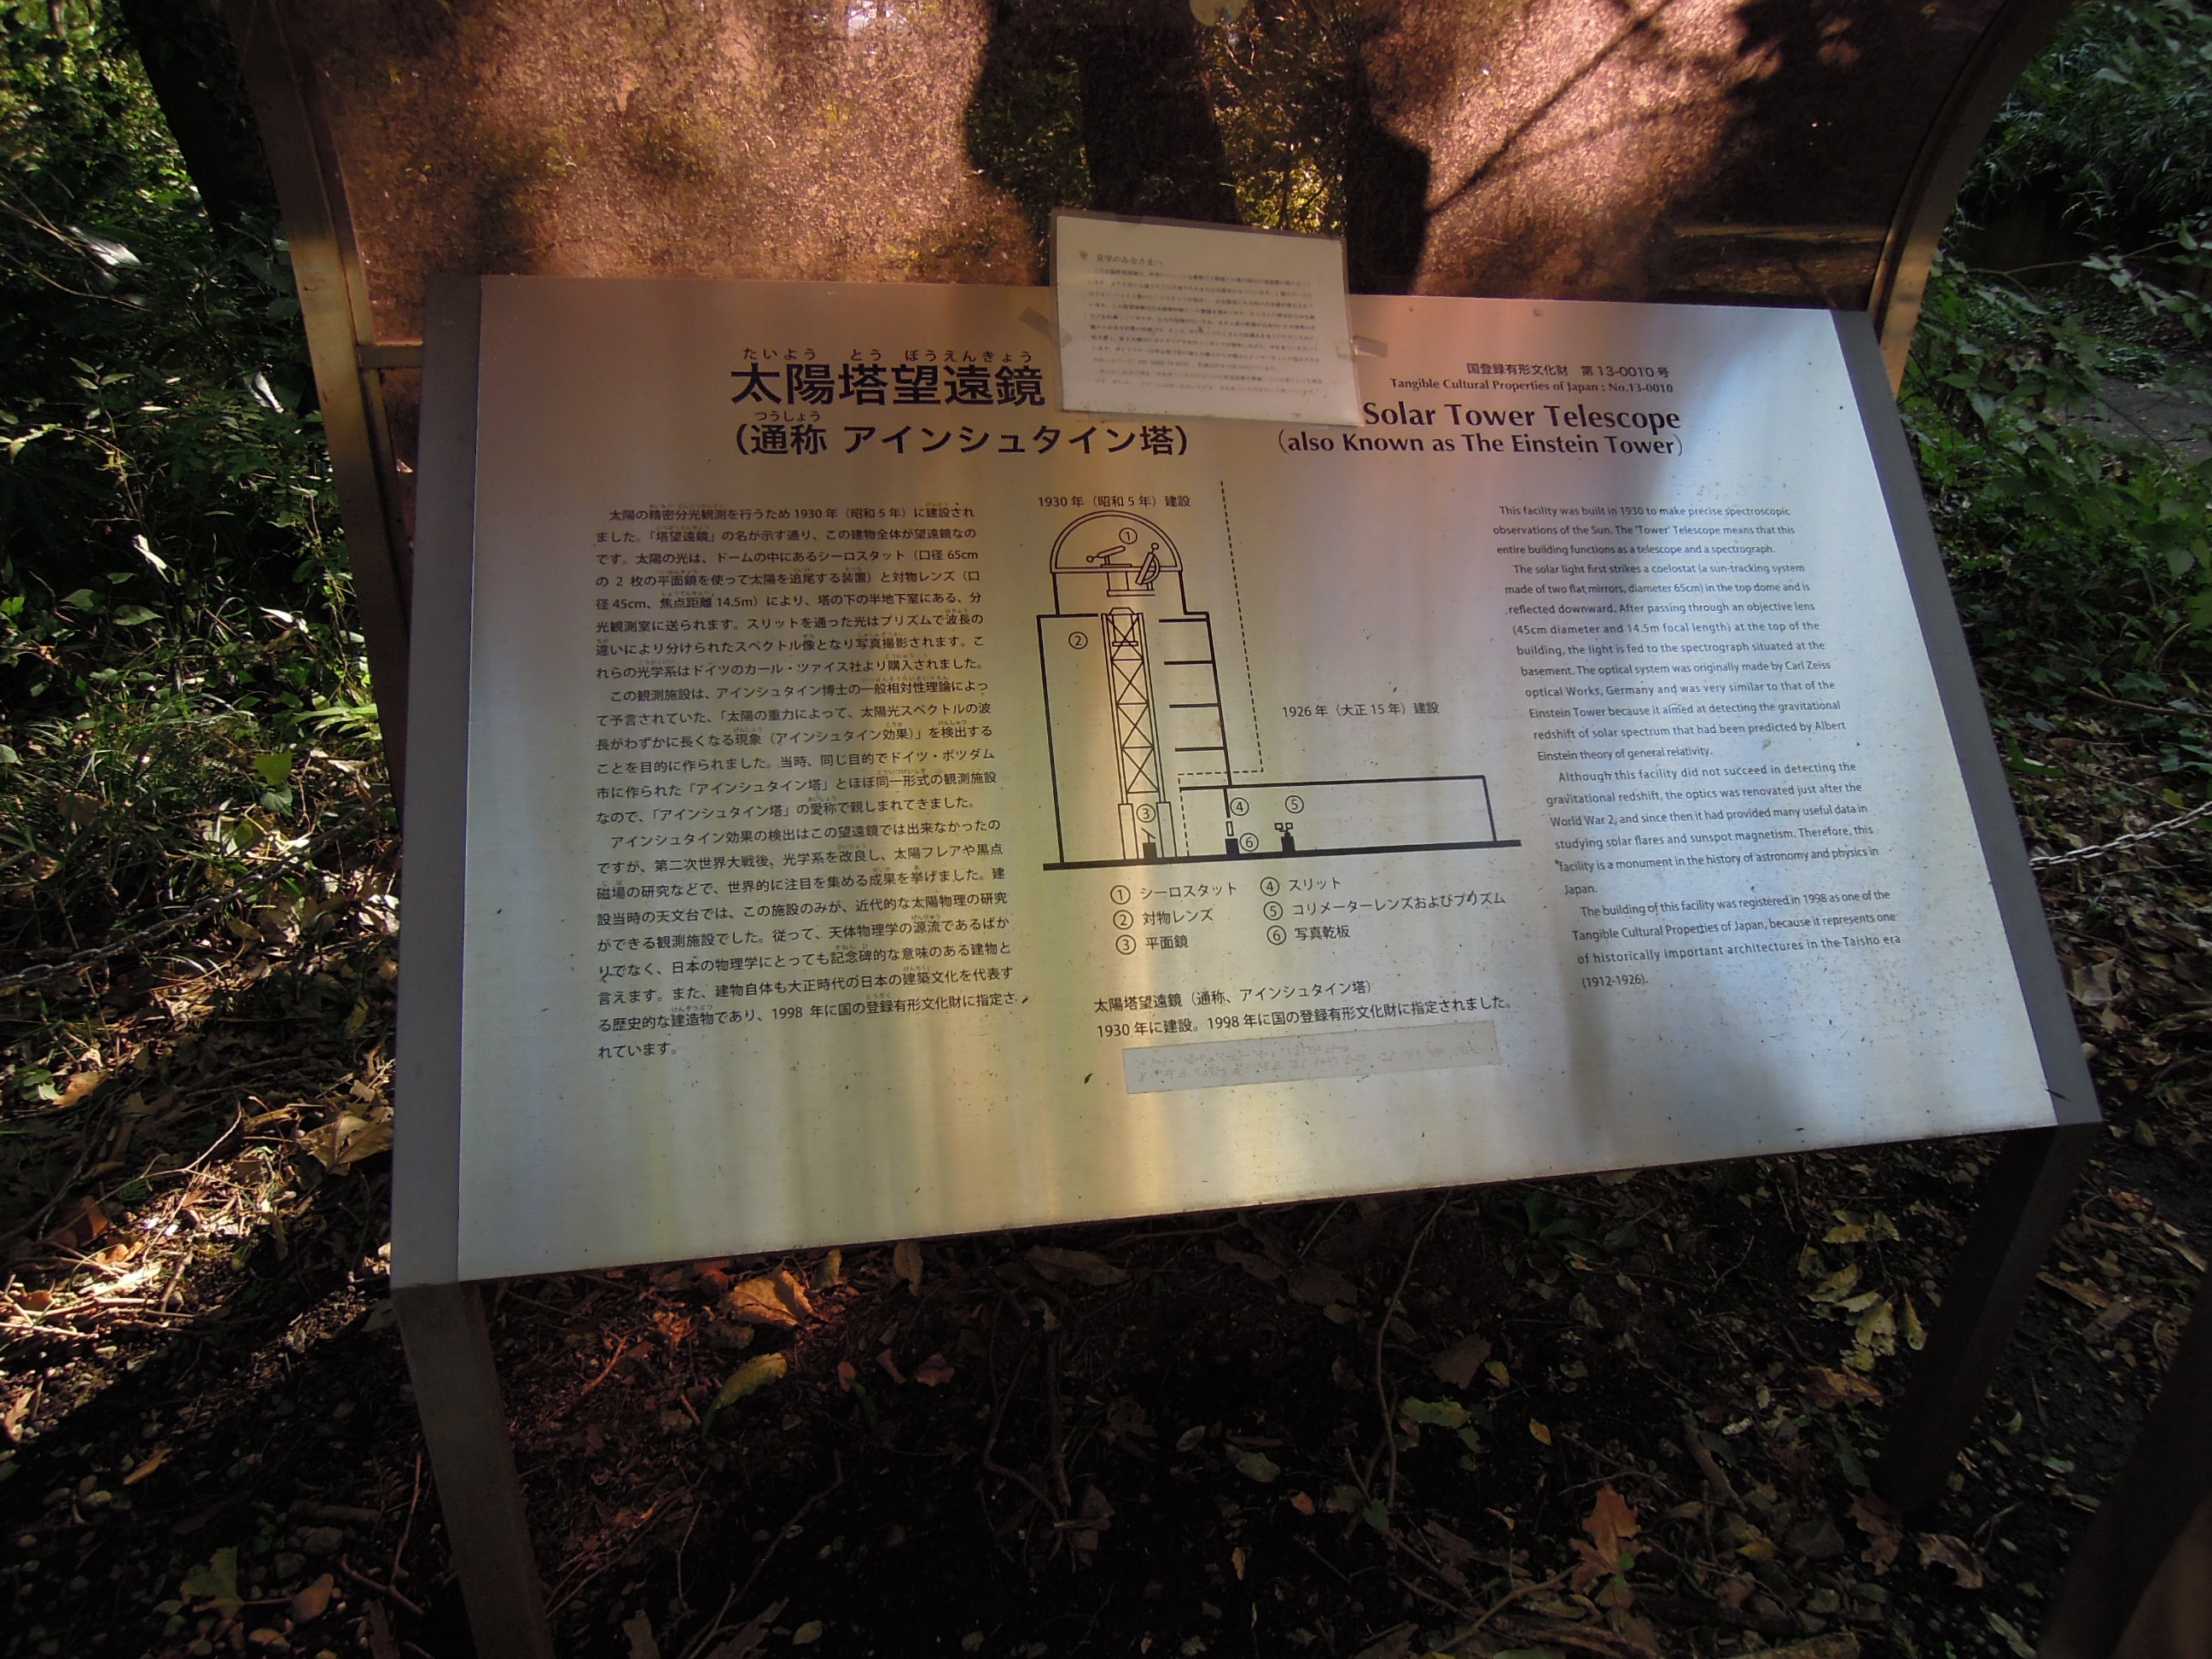 見学のみなさまへ
たいよう とう ぼうえんきょう
太陽塔望遠鏡
つうしょう
（通称 アインシュタイン塔）
国登録有形文化財 第 13-0010 号
Tangible Cultural Properties of Japan : No.13-0010
Solar Tower Telescope
(also Known as The Einstein Tower)
太陽の精密分光観測を行うため 1930 年（昭和 5 年）に建設され
ました。「塔望遠鏡」の名が示す通り、この建物全体が望遠鏡なの
です。太陽の光は、ドームの中にあるシーロスタット（口径 65cm
の 2 枚の平面鏡を使って太陽を追尾する装置）と対物レンズ（口
径 45cm、焦点距離 14.5m）により、塔の下の半地下室にある、分
光観測室に送られます。スリットを通った光はプリズムで波長の
違いにより分けられたスペクトル像となり写真撮影されます。こ
れらの光学系はドイツのカール・ツァイス社より購入されました。
この観測施設は、アインシュタイン博士の一般相対性理論によっ
て予言されていた、「太陽の重力によって、太陽光スペクトルの波
長がわずかに長くなる現象（アインシュタイン効果）」を検出する
ことを目的に作られました。当時、同じ目的でドイツ・ポツダム
市に作られた「アインシュタイン塔」とほぼ同一形式の観測施設
なので、「アインシュタイン塔」の愛称で親しまれてきました。
アインシュタイン効果の検出はこの望遠鏡では出来なかったの
ですが、第二次世界大戦後、光学系を改良し、太陽フレアや黒点
磁場の研究などで、世界的に注目を集める成果を挙げました。建
設当時の天文台では、この施設のみが、近代的な太陽物理の研究
ができる観測施設でした。従って、天体物理学の源流であるばか
りでなく、日本の物理学にとっても記念碑的な意味のある建物と
言えます。また、建物自体も大正時代の日本の建築文化を代表す
る歴史的な建造物であり、1998 年に国の登録有形文化財に指定さ
れています。
1930 年（昭和 5 年）建設
①
②
③
1926 年（大正 15 年）建設
④
⑤
⑥
① シーロスタット
② 対物レンズ
③ 平面鏡
④ スリット
⑤ コリメーターレンズおよびプリズム
⑥ 写真乾板
太陽塔望遠鏡（通称、アインシュタイン塔）
1930 年に建設。1998 年に国の登録有形文化財に指定されました。
This facility was built in 1930 to make precise spectroscopic
observations of the Sun. The 'Tower' Telescope means that this
entire building functions as a telescope and a spectrograph.
The solar light first strikes a coelostat (a sun-tracking system
made of two flat mirrors, diameter 65cm) in the top dome and is
reflected downward. After passing through an objective lens
(45cm diameter and 14.5m focal length) at the top of the
building, the light is fed to the spectrograph situated at the
basement. The optical system was originally made by Carl Zeiss
optical Works, Germany and was very similar to that of the
Einstein Tower because it aimed at detecting the gravitational
redshift of solar spectrum that had been predicted by Albert
Einstein theory of general relativity.
Although this facility did not succeed in detecting the
gravitational redshift, the optics was renovated just after the
World War 2, and since then it had provided many useful data in
studying solar flares and sunspot magnetism. Therefore, this
facility is a monument in the history of astronomy and physics in
Japan.
The building of this facility was registered in 1998 as one of the
Tangible Cultural Properties of Japan, because it represents one
of historically important architectures in the Taisho era
(1912-1926).